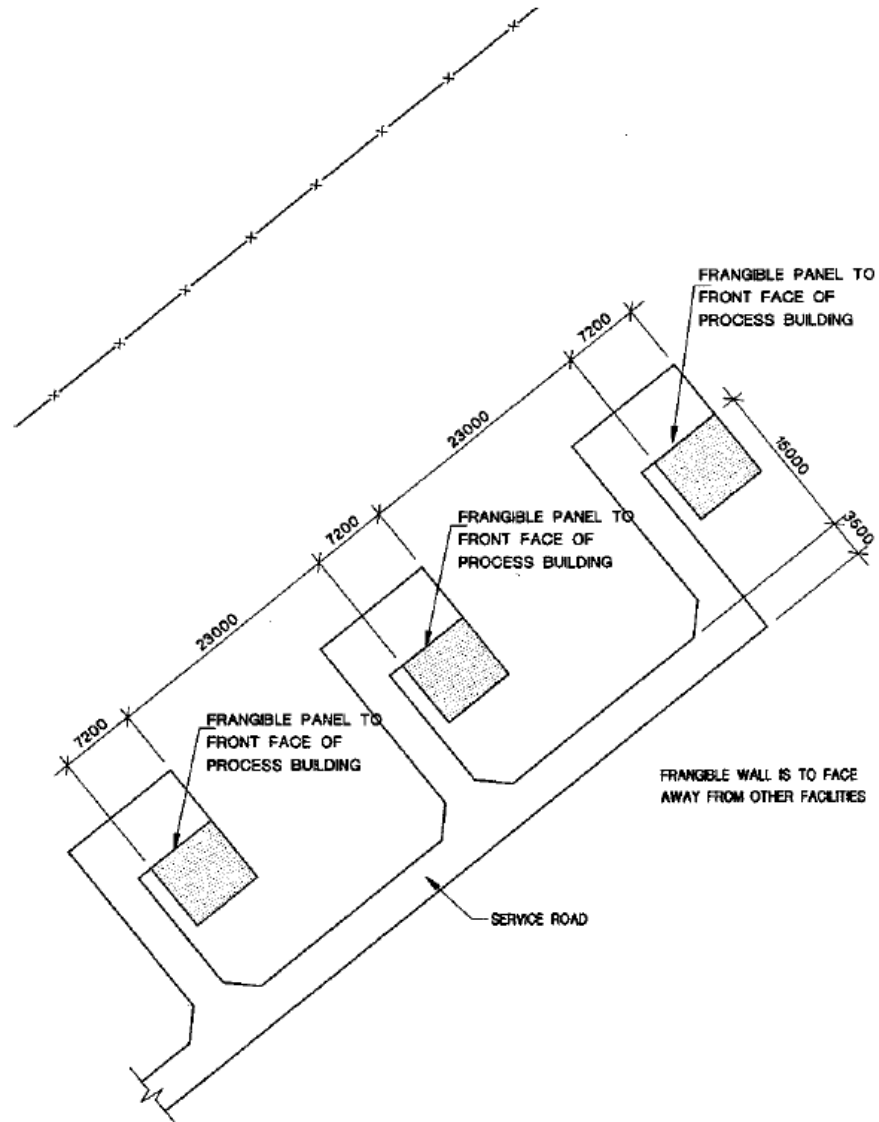 FRANGIBLE PANEL TO
FRONT FACE OF
PROCESS BUILDING
7200
23000
15000
3500
7200
FRANGIBLE PANEL TO
FRONT FACE OF
PROCESS BUILDING
23000
7200
FRANGIBLE PANEL TO
FRONT FACE OF
PROCESS BUILDING
FRANGIBLE WALL IS TO FACE
AWAY FROM OTHER FACILITIES
SERVICE ROAD